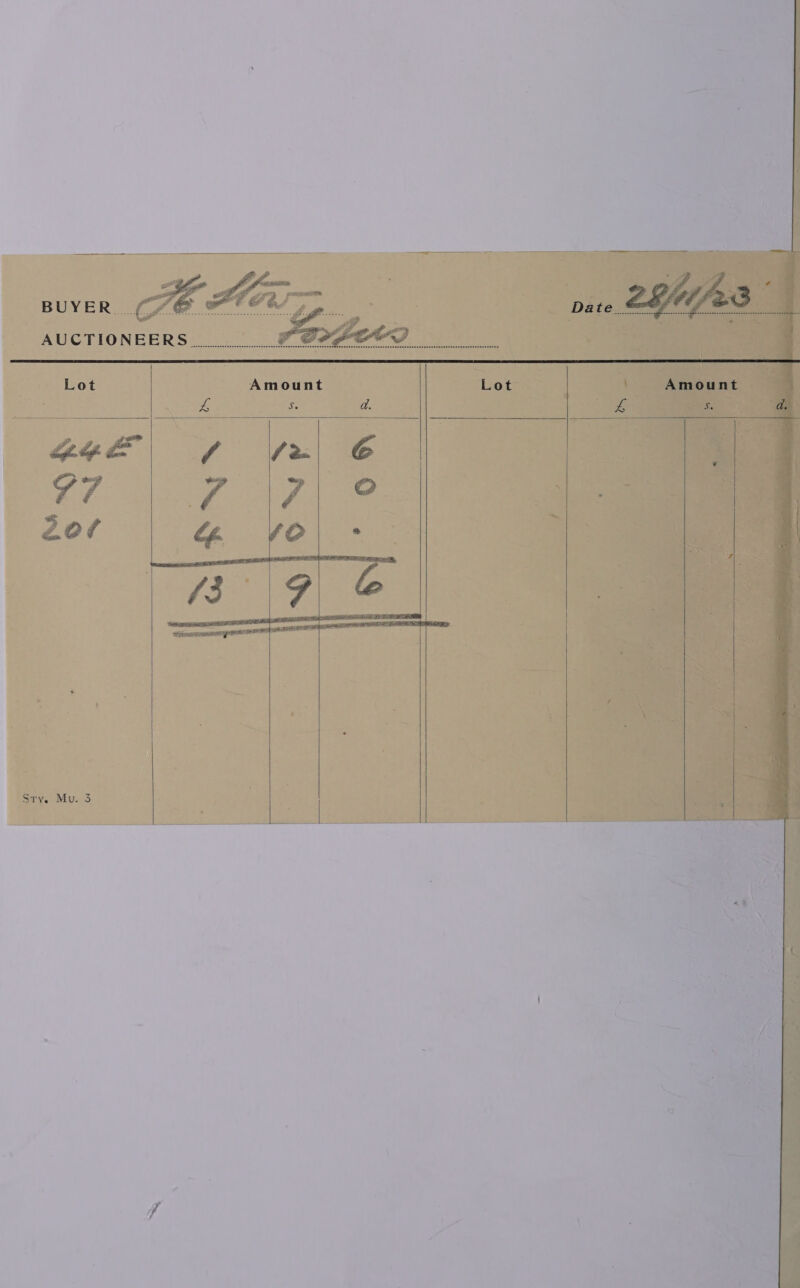 BUYER
Date 28/11/23
AUCTIONEERS
Lot Amount Lot Amount
£ s. d. £ s. d.
1 12 6
97 7 7 0
201 4 10 •
13 9 6
Sty. Mu. 3